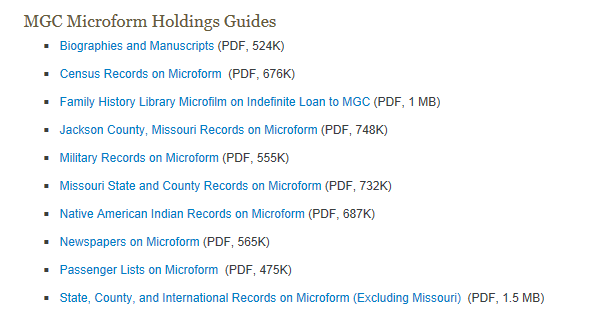 MGC Microform Holdings Guides
Biographies and Manuscripts (PDF, 524K)
Census Records on Microform (PDF, 676K)
Family History Library Microfilm on Indefinite Loan to MGC (PDF, 1 MB)
Jackson County, Missouri Records on Microform (PDF, 748K)
Military Records on Microform (PDF, 555K)
Missouri State and County Records on Microform (PDF, 732K)
Native American Indian Records on Microform (PDF, 687K)
Newspapers on Microform (PDF, 565K)
Passenger Lists on Microform (PDF, 475K)
State, County, and International Records on Microform (Excluding Missouri) (PDF, 1.5 MB)